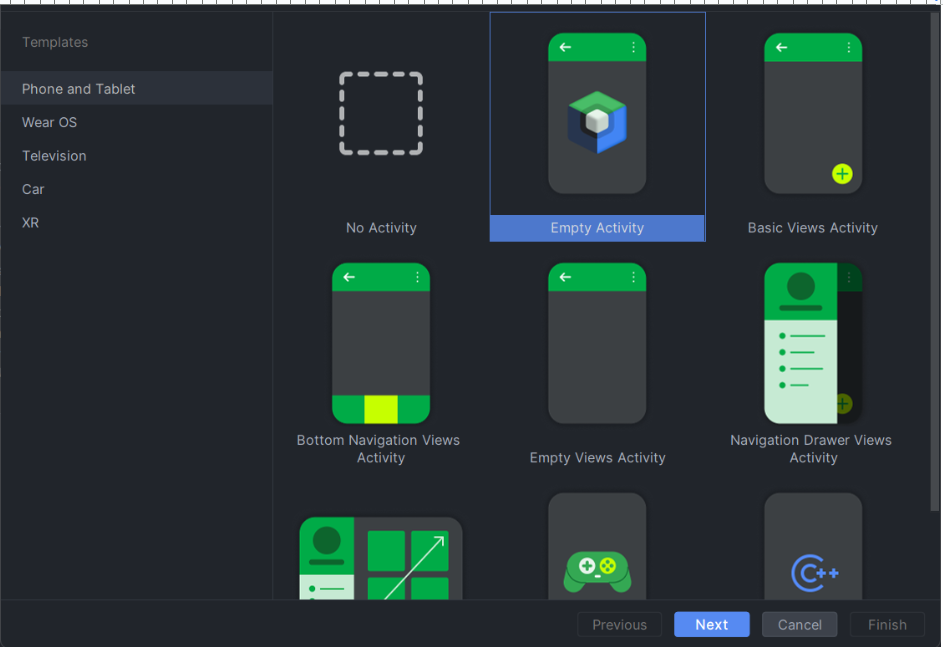 Templates
Phone and Tablet
Wear OS
Television
Car
XR
No Activity
Empty Activity
Basic Views Activity
Bottom Navigation Views
Activity
Empty Views Activity
Navigation Drawer Views
Activity
C++
Previous
Next
Cancel
Finish